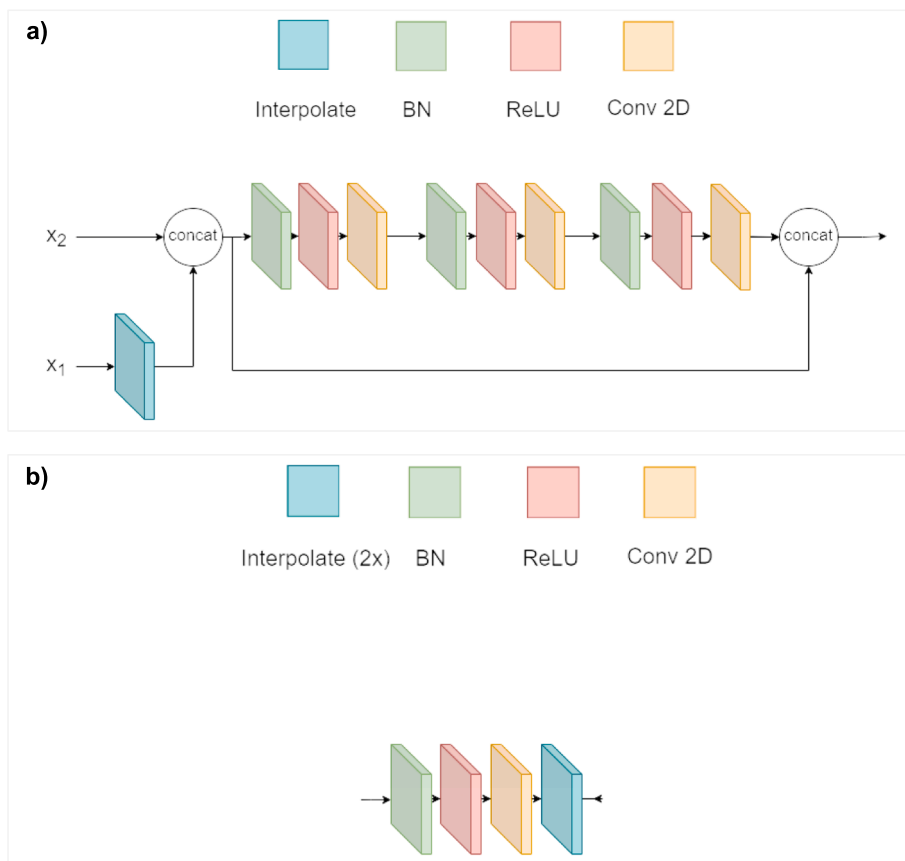 a)
Interpolate BN ReLU Conv 2D
X₂ concat concat
X₁
b)
Interpolate (2x) BN ReLU Conv 2D